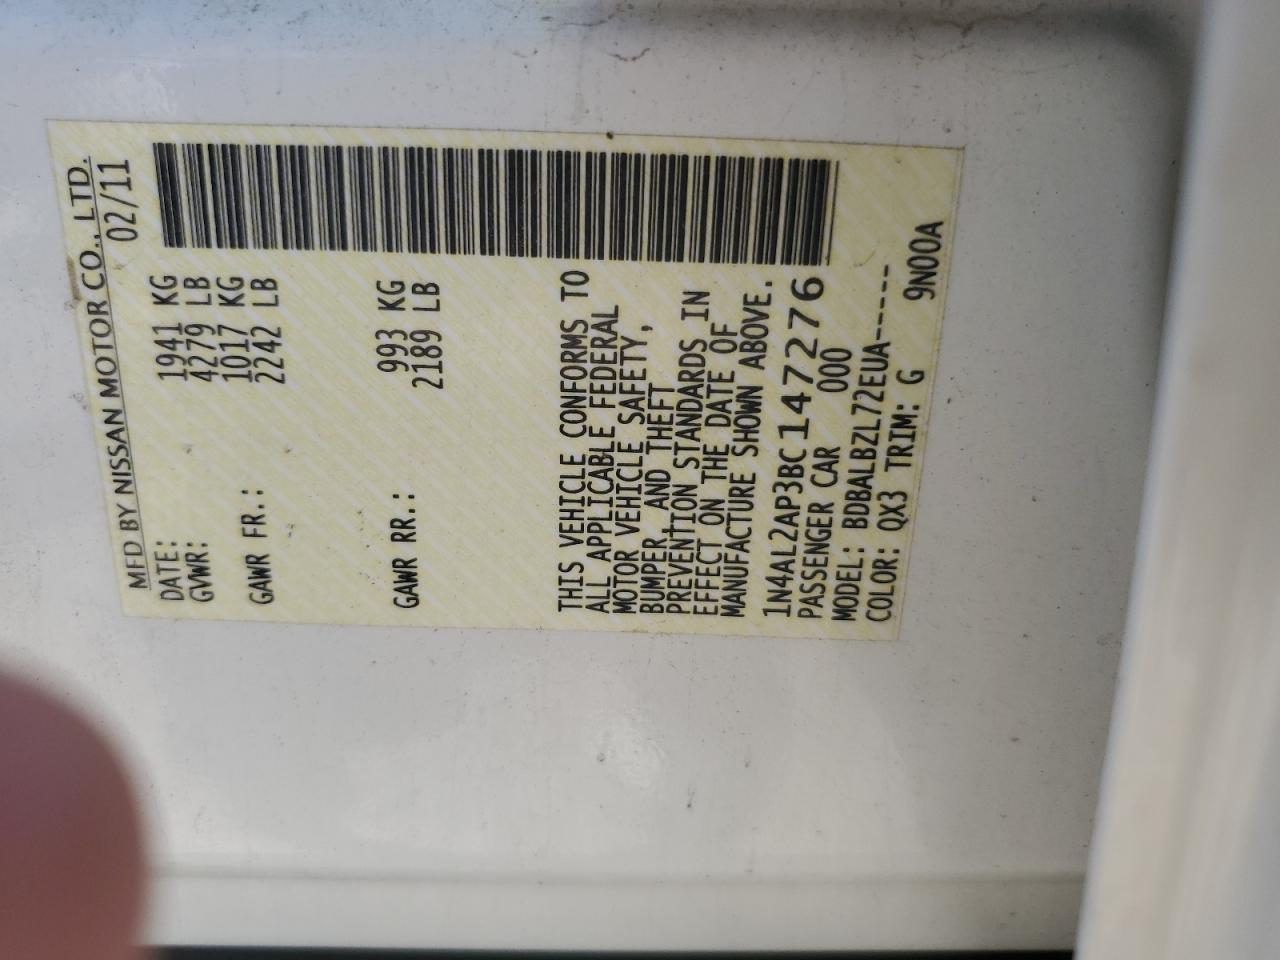 MFD BY NISSAN MOTOR CO., LTD.
DATE: 02/11
GVWR: 1941 KG
4279 LB
GAWR FR.: 1017 KG
2242 LB
GAWR RR.: 993 KG
2189 LB
THIS VEHICLE CONFORMS TO
ALL APPLICABLE FEDERAL
MOTOR VEHICLE SAFETY,
BUMPER AND THEFT
PREVENTION STANDARDS IN
EFFECT ON THE DATE OF
MANUFACTURE SHOWN ABOVE.
1N4AL2AP3BC147276
PASSENGER CAR 000
MODEL: BDBALBZL72EUA-----
COLOR: QX3 TRIM: G 9N00A